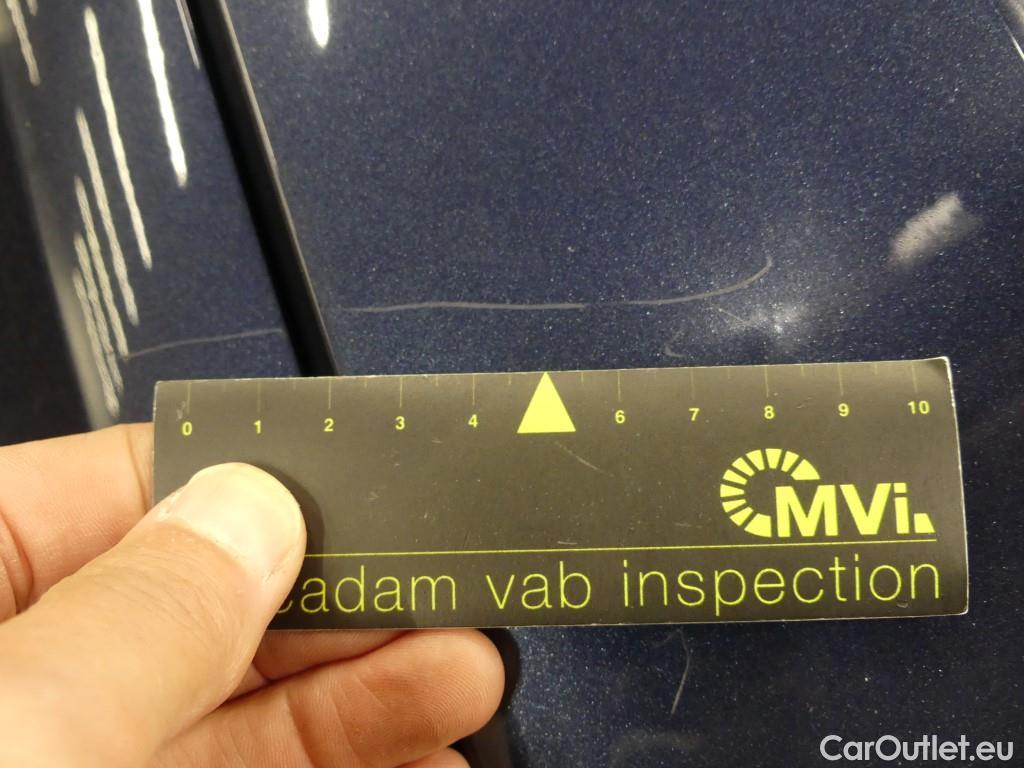 0 1 2 3 4 6 7 8 9 10
MVi.
cadam vab inspection
CarOutlet.eu